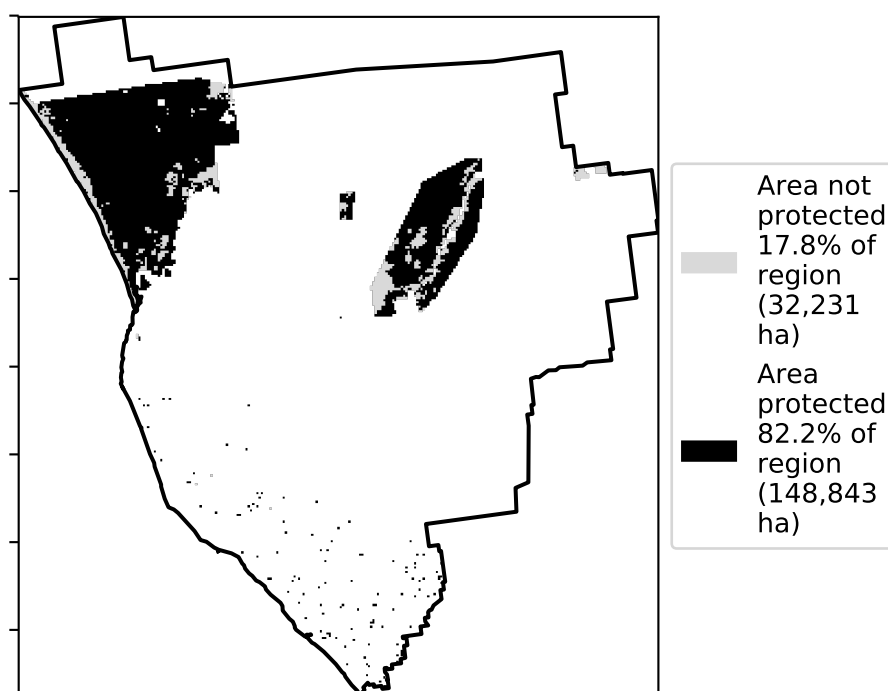 Area not
protected
17.8% of
region
(32,231
ha)
Area
protected
82.2% of
region
(148,843
ha)